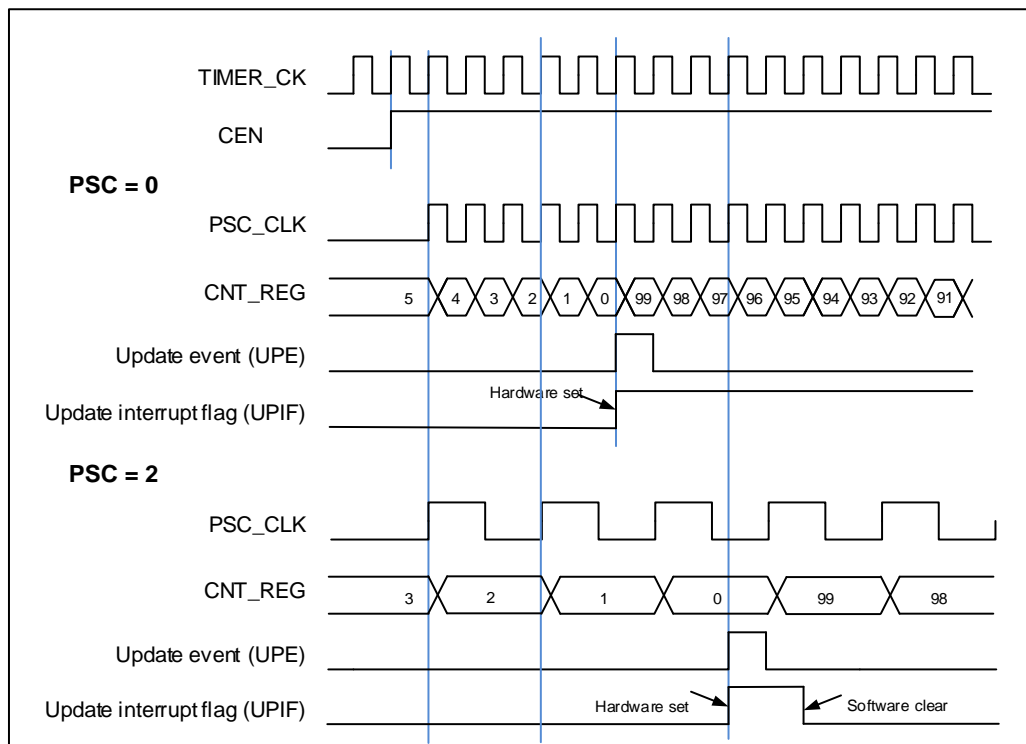 TIMER_CK
CEN
PSC = 0
PSC_CLK
CNT_REG 5 4 3 2 1 0 99 98 97 96 95 94 93 92 91
Update event (UPE)
Hardware set
Update interrupt flag (UPIF)
PSC = 2
PSC_CLK
CNT_REG 3 2 1 0 99 98
Update event (UPE)
Update interrupt flag (UPIF) Hardware set Software clear